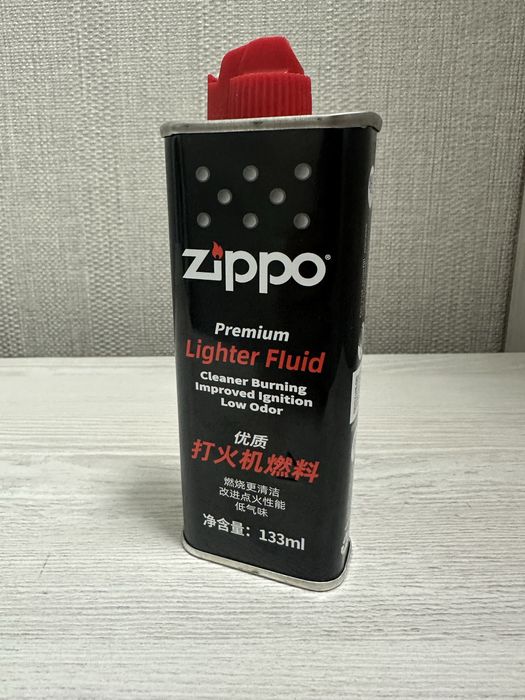 zippo®
Premium
Lighter Fluid
Cleaner Burning
Improved Ignition
Low Odor
优质
打火机燃料
燃烧更清洁
改进点火性能
低气味
净含量：133ml